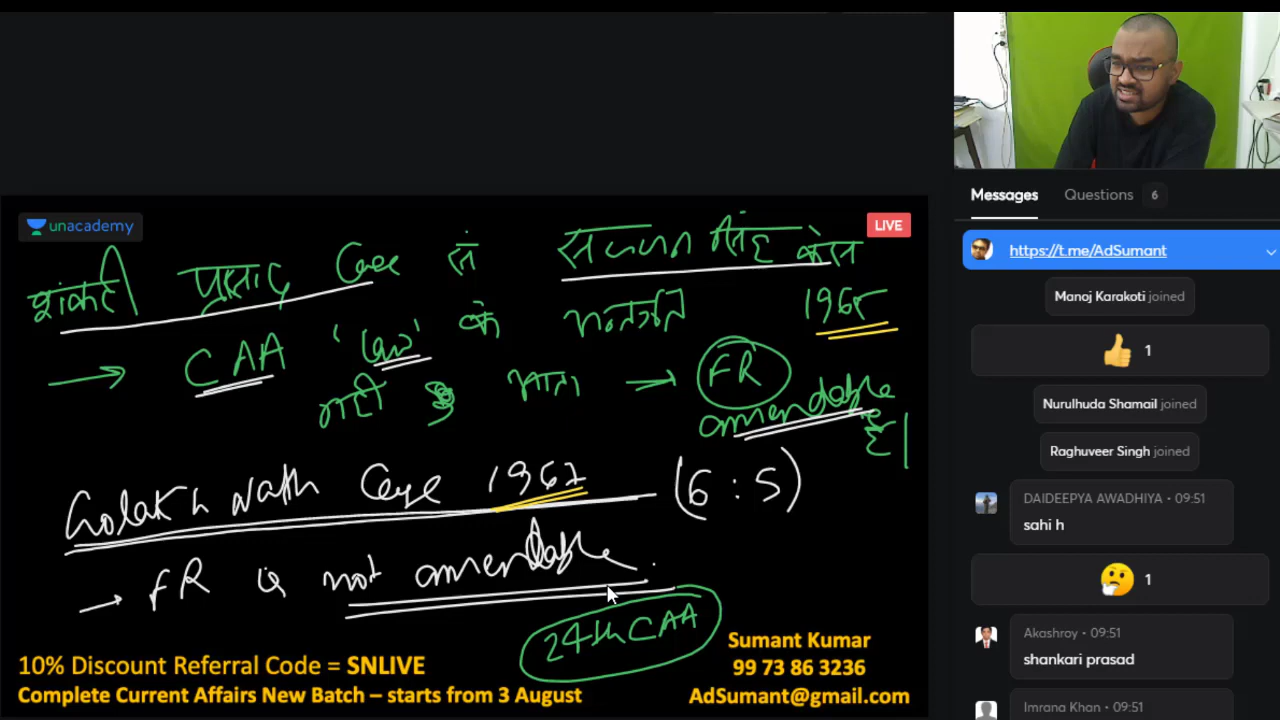 unacademy
LIVE
शंकरी प्रसाद Case से सज्जन सिंह केस
1965
→ CAA 'law' के अन्तर्गत
नहीं आता → FR
amendable है।
Golakh Nath Case 1967 (6 : 5)
→ FR is not amendable.
24th CAA
10% Discount Referral Code = SNLIVE
Complete Current Affairs New Batch – starts from 3 August
Sumant Kumar
99 73 86 3236
AdSumant@gmail.com
Messages Questions 6
https://t.me/AdSumant
Manoj Karakoti joined
1
Nurulhuda Shamail joined
Raghuveer Singh joined
DAIDEEPYA AWADHIYA • 09:51
sahi h
1
Akashroy • 09:51
shankari prasad
Imrana Khan • 09:51